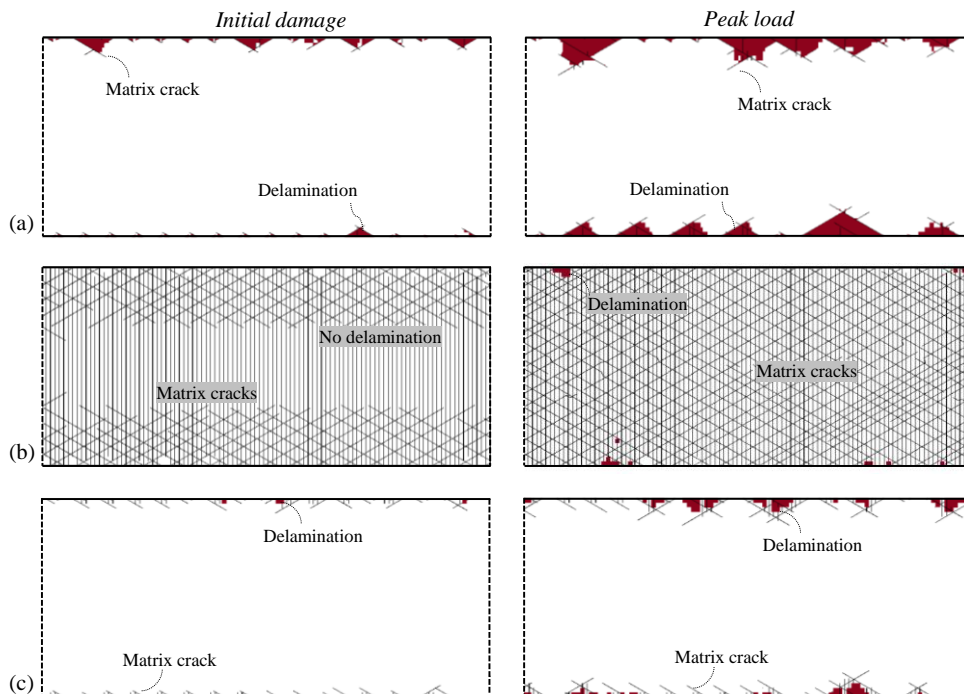 Initial damage
Peak load
Matrix crack
Matrix crack
Delamination
Delamination
(a)
No delamination
Matrix cracks
Delamination
Matrix cracks
(b)
Delamination
Delamination
Matrix crack
Matrix crack
(c)